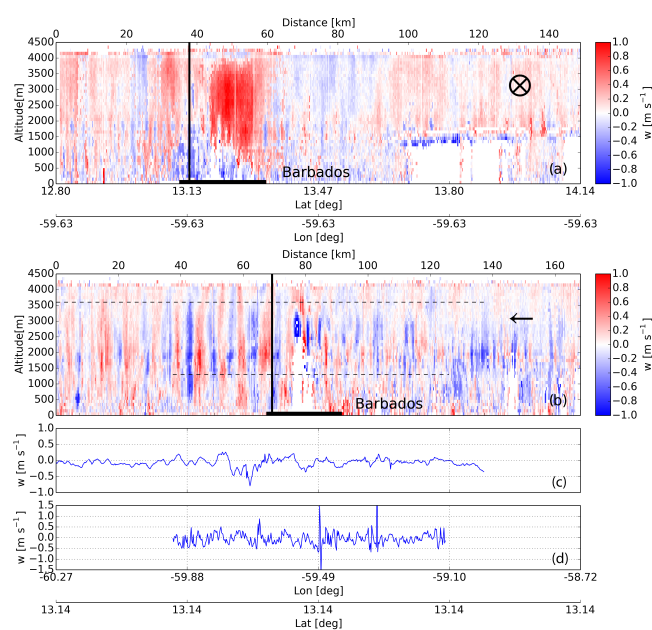 Distance [km]
0 20 40 60 80 100 120 140
4500
4000
3500
3000
2500
2000
1500
1000
500
0
Altitude[m]
Barbados
(a)
12.80 13.13 13.47 13.80 14.14
Lat [deg]
-59.63 -59.63 -59.63 -59.63 -59.63
Lon [deg]
1.0
0.8
0.6
0.4
0.2
0.0
−0.2
−0.4
−0.6
−0.8
−1.0
w [m s⁻¹]
Distance [km]
0 20 40 60 80 100 120 140 160
4500
4000
3500
3000
2500
2000
1500
1000
500
0
Altitude[m]
Barbados
(b)
1.0
0.8
0.6
0.4
0.2
0.0
−0.2
−0.4
−0.6
−0.8
−1.0
w [m s⁻¹]
1.0
0.5
0.0
−0.5
−1.0
w [m s⁻¹]
(c)
1.5
1.0
0.5
0.0
−0.5
−1.0
−1.5
w [m s⁻¹]
(d)
-60.27 -59.88 -59.49 -59.10 -58.72
Lon [deg]
13.14 13.14 13.14 13.14 13.14
Lat [deg]